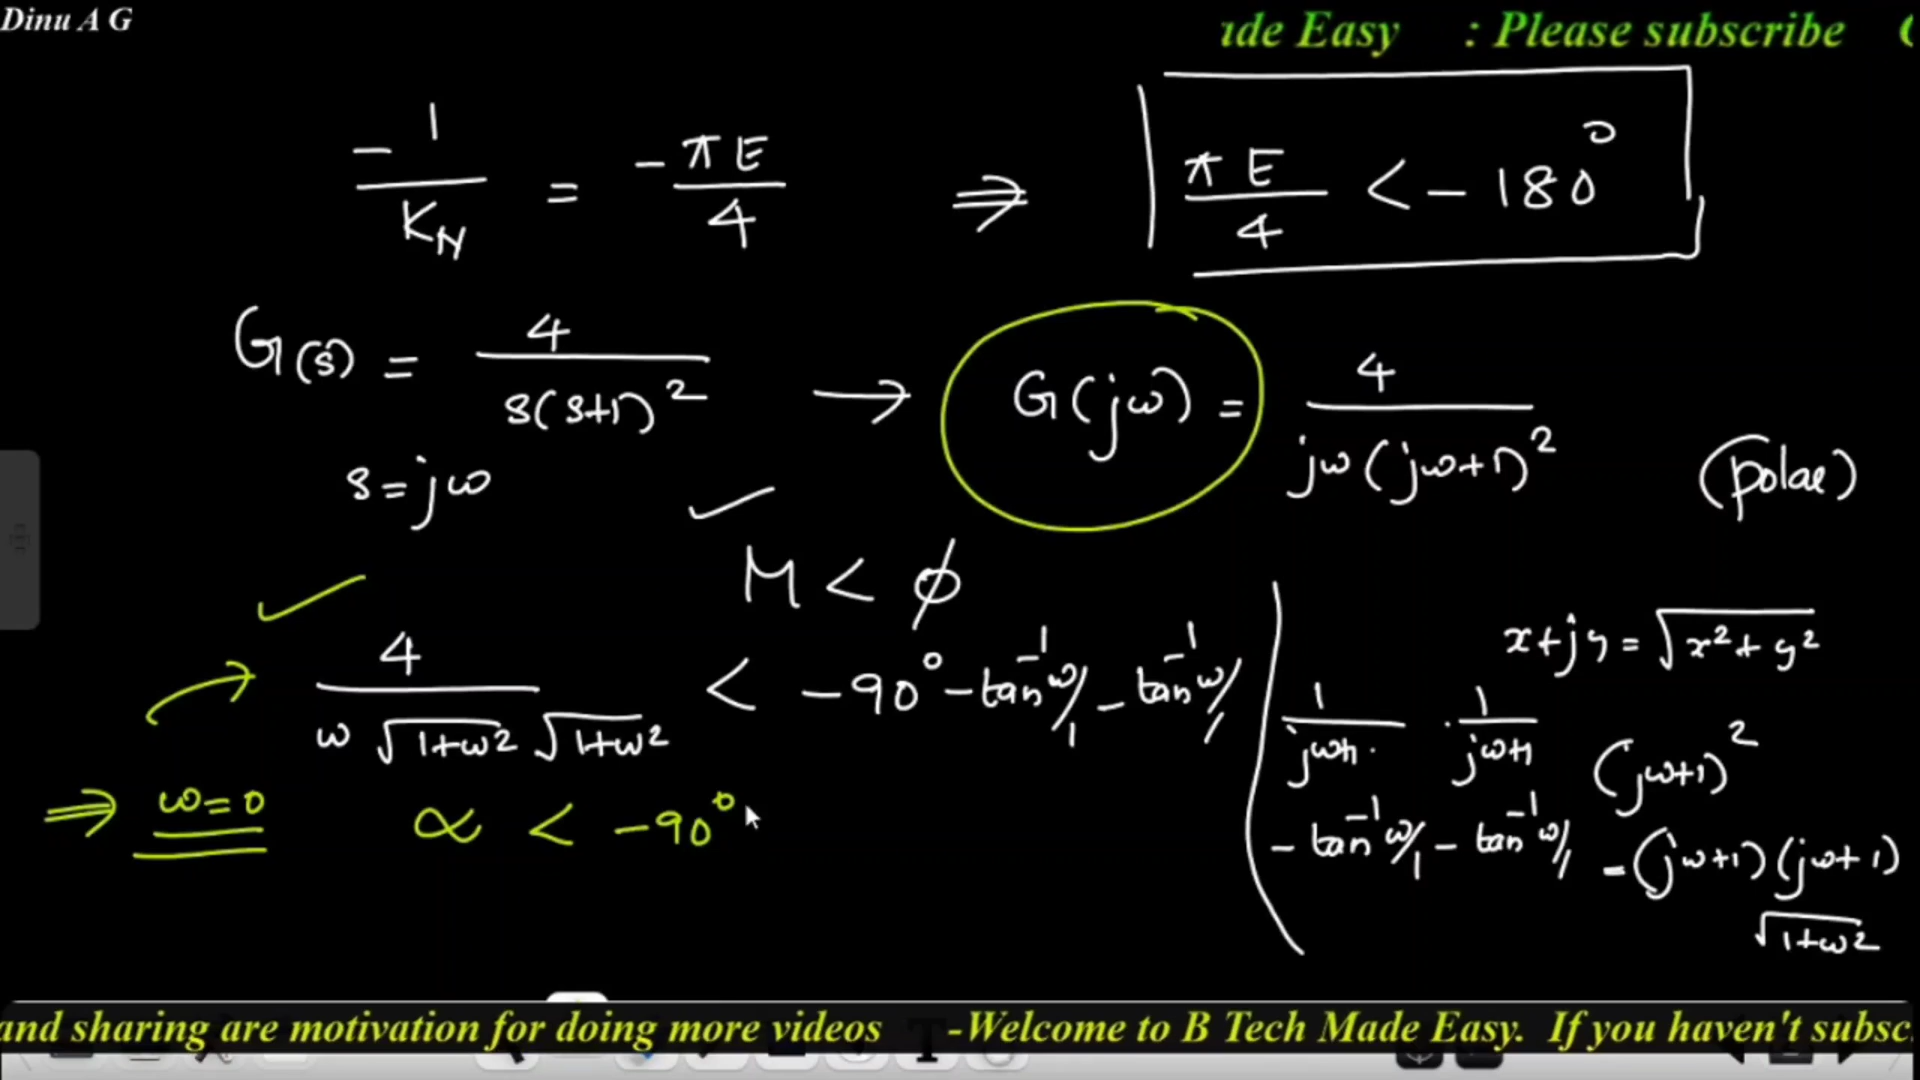 Dinu A G
ide Easy : Please subscribe
-1/K_N = -πE/4 ⇒ πE/4 < -180°
G(s) = 4/s(s+1)² → G(jω) = 4/jω(jω+1)² (polar)
s=jω
M < ϕ
x+jy = √x²+y²
4/ω √1+ω² √1+ω² < -90° - tan⁻¹ω/1 - tan⁻¹ω/1
1/jω+1 . 1/jω+1 (jω+1)²
⇒ ω=0 ∝ < -90°
- tan⁻¹ω/1 - tan⁻¹ω/1 = (jω+1)(jω+1)
√1+ω²
and sharing are motivation for doing more videos -Welcome to B Tech Made Easy. If you haven't subsc